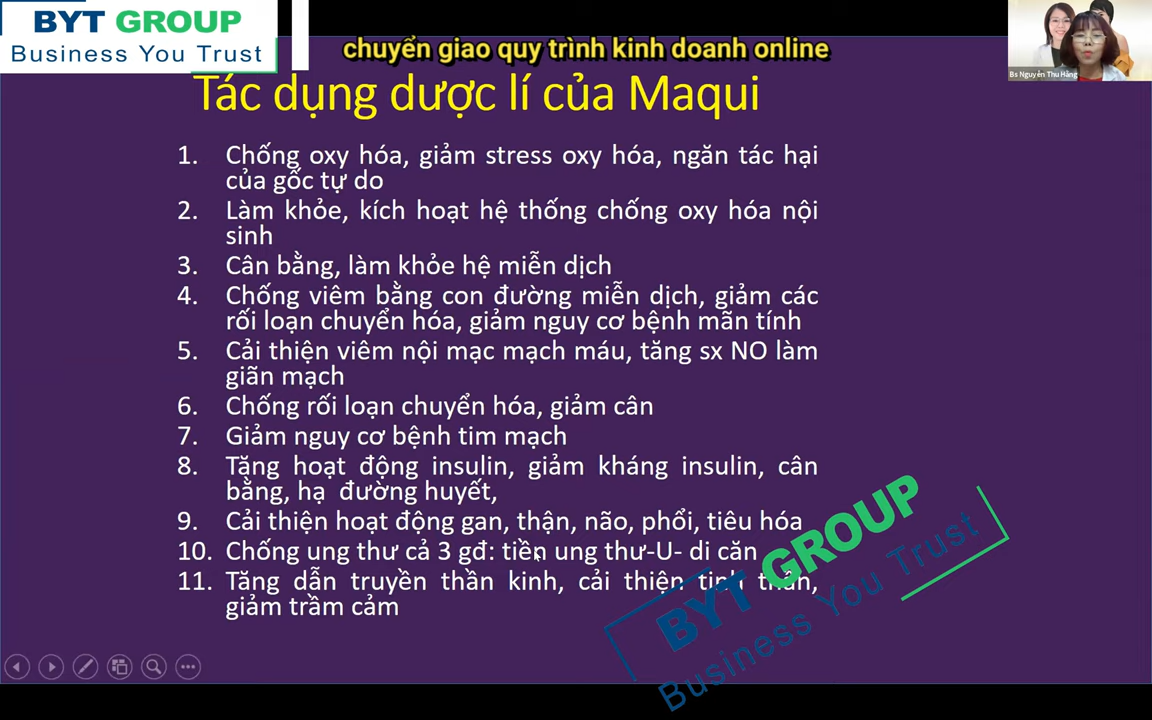 BYT GROUP
Business You Trust
chuyển giao quy trình kinh doanh online
Bs Nguyễn Thu Hằng
Tác dụng dược lí của Maqui
1. Chống oxy hóa, giảm stress oxy hóa, ngăn tác hại
của gốc tự do
2. Làm khỏe, kích hoạt hệ thống chống oxy hóa nội
sinh
3. Cân bằng, làm khỏe hệ miễn dịch
4. Chống viêm bằng con đường miễn dịch, giảm các
rối loạn chuyển hóa, giảm nguy cơ bệnh mãn tính
5. Cải thiện viêm nội mạc mạch máu, tăng sx NO làm
giãn mạch
6. Chống rối loạn chuyển hóa, giảm cân
7. Giảm nguy cơ bệnh tim mạch
8. Tăng hoạt động insulin, giảm kháng insulin, cân
bằng, hạ đường huyết,
9. Cải thiện hoạt động gan, thận, não, phổi, tiêu hóa
10. Chống ung thư cả 3 gđ: tiền ung thư-U- di căn
11. Tăng dẫn truyền thần kinh, cải thiện tinh thần,
giảm trầm cảm
BYT GROUP
Business You Trust